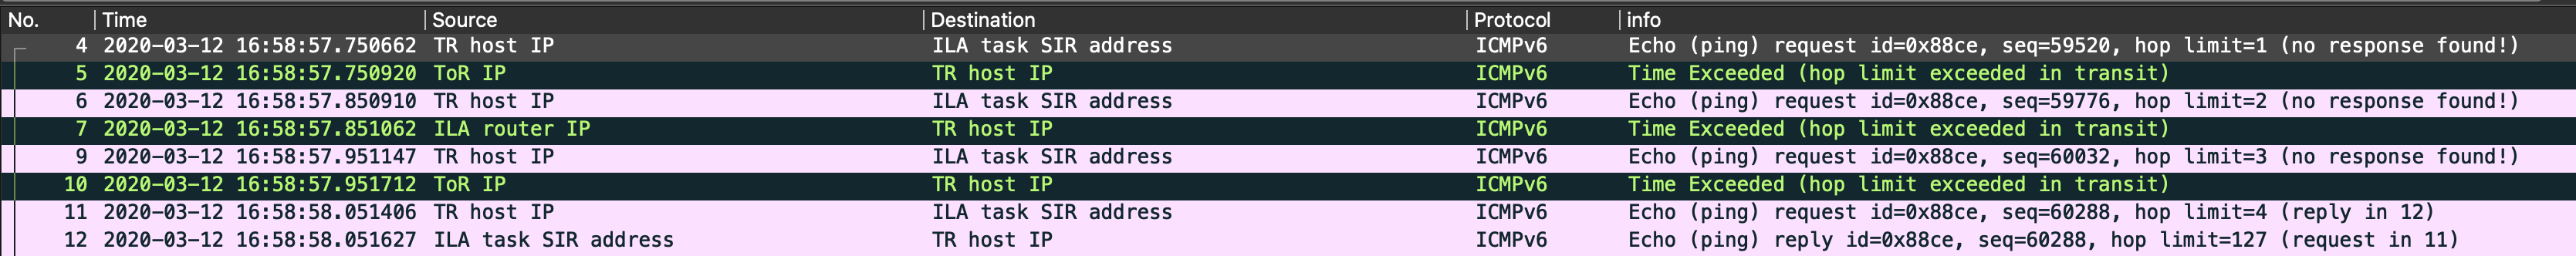 No. Time Source Destination Protocol info
4 2020-03-12 16:58:57.750662 TR host IP ILA task SIR address ICMPv6 Echo (ping) request id=0x88ce, seq=59520, hop limit=1 (no response found!)
5 2020-03-12 16:58:57.750920 ToR IP TR host IP ICMPv6 Time Exceeded (hop limit exceeded in transit)
6 2020-03-12 16:58:57.850910 TR host IP ILA task SIR address ICMPv6 Echo (ping) request id=0x88ce, seq=59776, hop limit=2 (no response found!)
7 2020-03-12 16:58:57.851062 ILA router IP TR host IP ICMPv6 Time Exceeded (hop limit exceeded in transit)
9 2020-03-12 16:58:57.951147 TR host IP ILA task SIR address ICMPv6 Echo (ping) request id=0x88ce, seq=60032, hop limit=3 (no response found!)
10 2020-03-12 16:58:57.951712 ToR IP TR host IP ICMPv6 Time Exceeded (hop limit exceeded in transit)
11 2020-03-12 16:58:58.051406 TR host IP ILA task SIR address ICMPv6 Echo (ping) request id=0x88ce, seq=60288, hop limit=4 (reply in 12)
12 2020-03-12 16:58:58.051627 ILA task SIR address TR host IP ICMPv6 Echo (ping) reply id=0x88ce, seq=60288, hop limit=127 (request in 11)